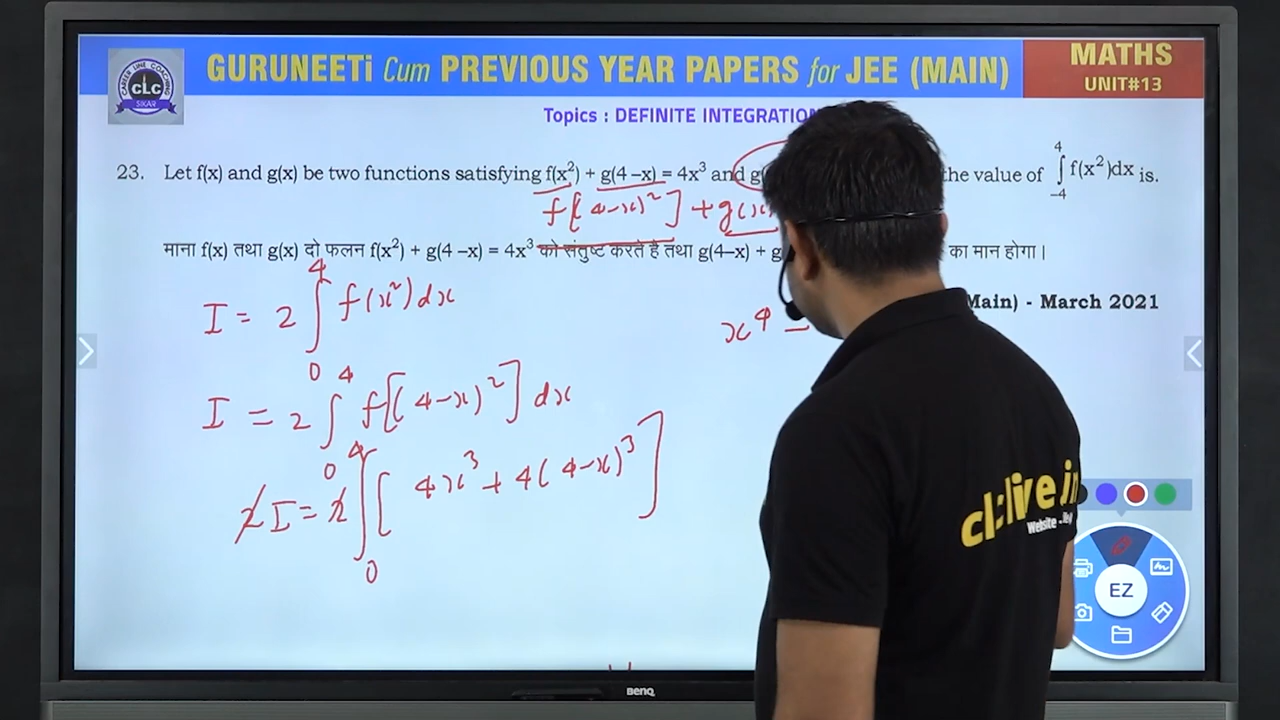 GURUNEETi Cum PREVIOUS YEAR PAPERS for JEE (MAIN)
MATHS
UNIT#13
CAREER LINE COACHING
CLC
SIKAR
Topics : DEFINITE INTEGRATION
23. Let f(x) and g(x) be two functions satisfying f(x²) + g(4 –x) = 4x³ and g( the value of ∫₋₄⁴ f(x²)dx is.
f[(4-x)²] + g(x)
माना f(x) तथा g(x) दो फलन f(x²) + g(4 –x) = 4x³ को संतुष्ट करते है तथा g(4–x) + g का मान होगा।
Main) - March 2021
I = 2 ∫₀⁴ f(x²) dx
x⁴ –
I = 2 ∫₀⁴ f[(4-x)²] dx
2I = 2 ∫₀⁴ [4x³ + 4(4-x)³]
clclive.in
Website
EZ
BenQ